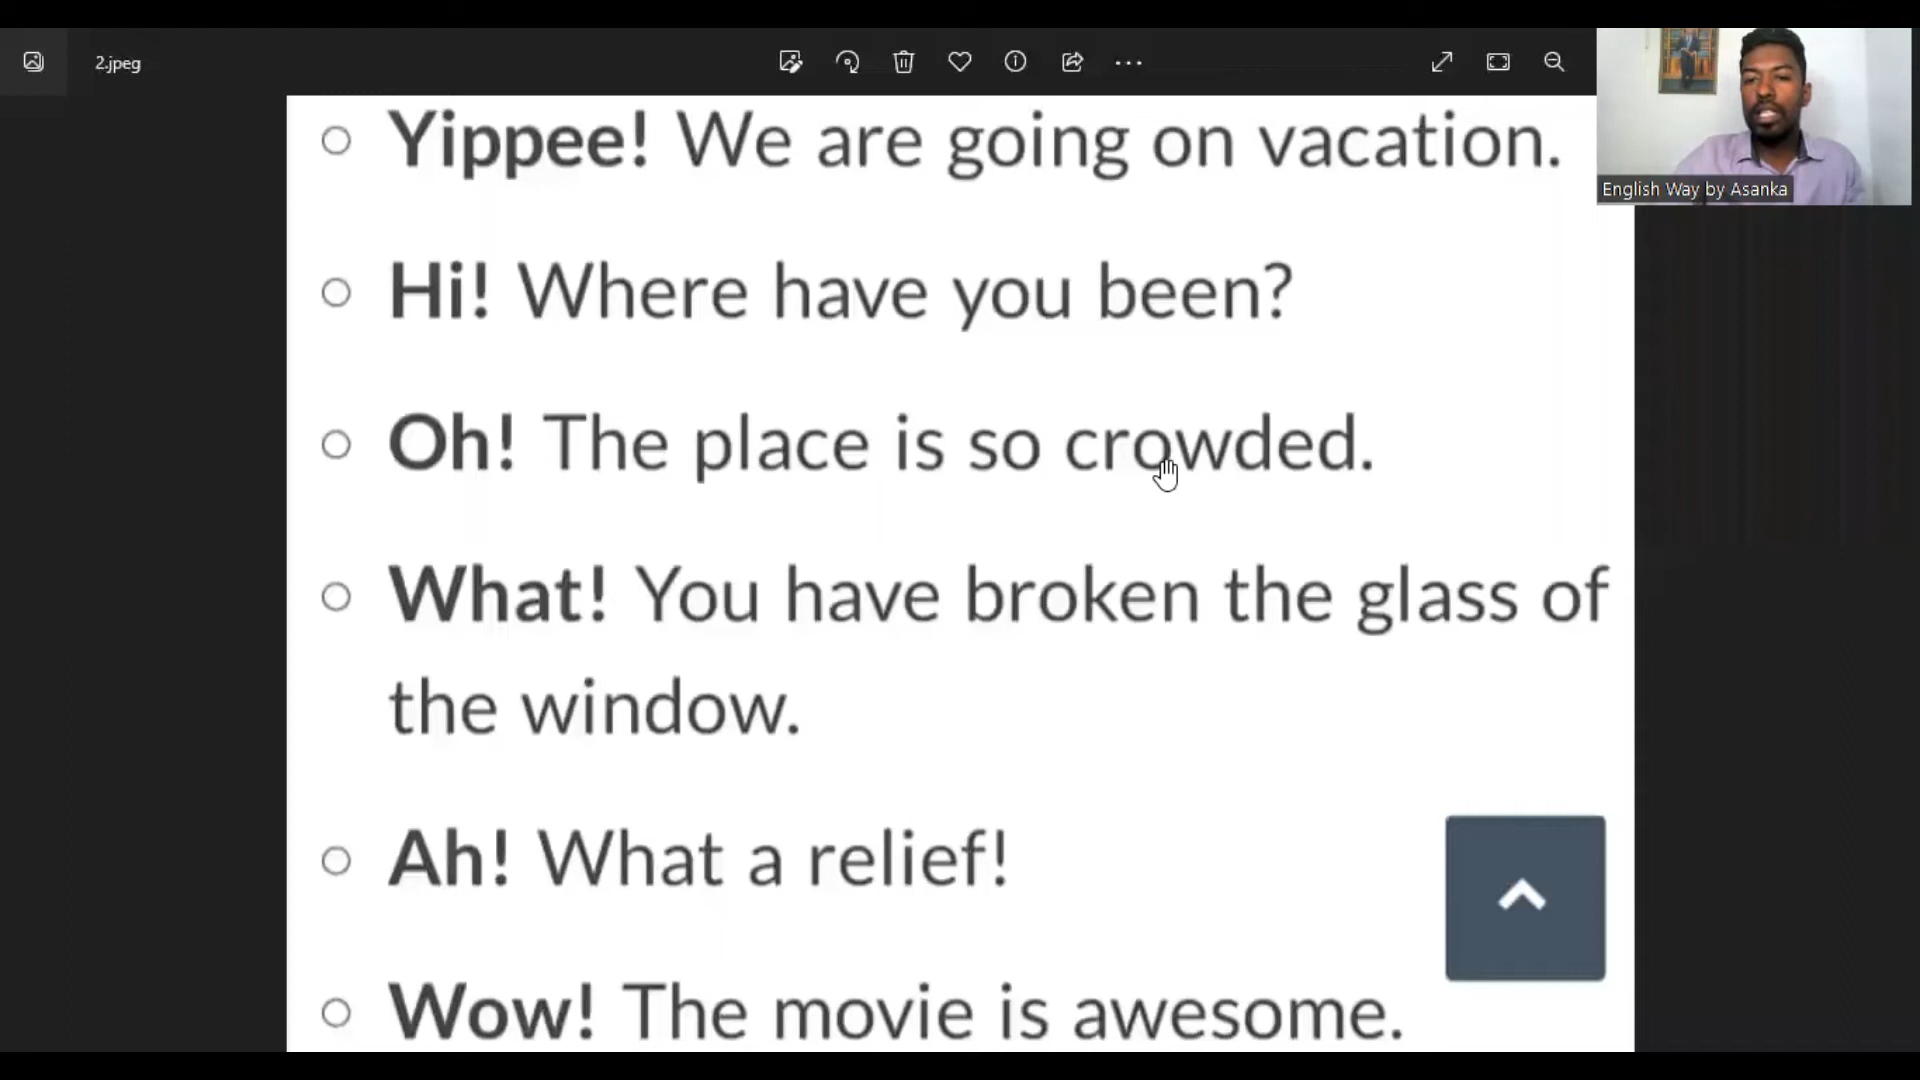 2.jpeg
English Way by Asanka
Yippee! We are going on vacation.
Hi! Where have you been?
Oh! The place is so crowded.
What! You have broken the glass of
the window.
Ah! What a relief!
Wow! The movie is awesome.